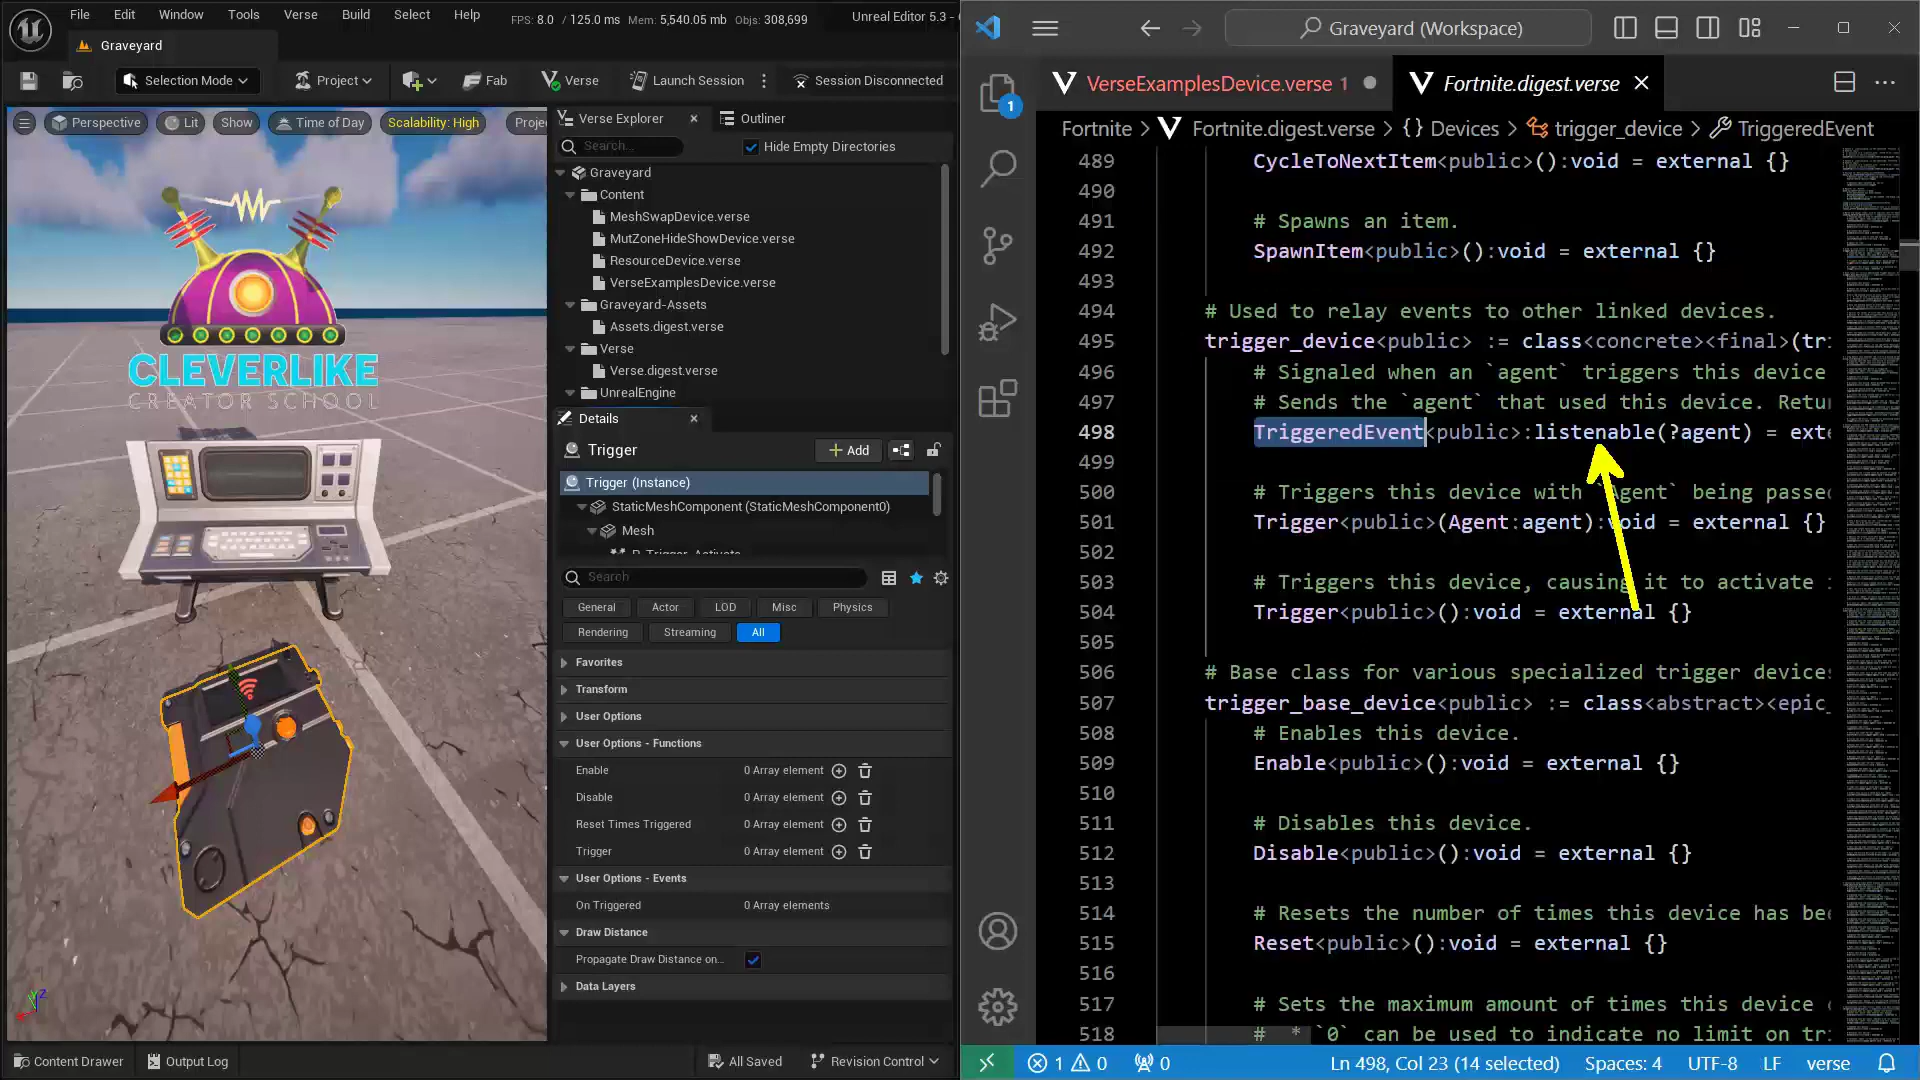 File Edit Window Tools Verse Build Select Help FPS: 8.0 / 125.0 ms Mem: 5,540.05 mb Objs: 308,699 Unreal Editor 5.3 -
Graveyard
Selection Mode Project Fab Verse Launch Session Session Disconnected
Perspective Lit Show Time of Day Scalability: High Projec
CLEVERLIKE
CREATOR SCHOOL
Verse Explorer Outliner
Search... Hide Empty Directories
Graveyard
Content
MeshSwapDevice.verse
MutZoneHideShowDevice.verse
ResourceDevice.verse
VerseExamplesDevice.verse
Graveyard-Assets
Assets.digest.verse
Verse
Verse.digest.verse
UnrealEngine
Details
Trigger + Add
Trigger (Instance)
StaticMeshComponent (StaticMeshComponent0)
Mesh
P_Trigger_Activate
Search
General Actor LOD Misc Physics
Rendering Streaming All
Favorites
Transform
User Options
User Options - Functions
Enable 0 Array element
Disable 0 Array element
Reset Times Triggered 0 Array element
Trigger 0 Array element
User Options - Events
On Triggered 0 Array elements
Draw Distance
Propagate Draw Distance on...
Data Layers
Content Drawer Output Log All Saved Revision Control
Graveyard (Workspace)
1
VerseExamplesDevice.verse 1 Fortnite.digest.verse
Fortnite > Fortnite.digest.verse > {} Devices > trigger_device > TriggeredEvent
489 CycleToNextItem<public>():void = external {}
490
491 # Spawns an item.
492 SpawnItem<public>():void = external {}
493
494 # Used to relay events to other linked devices.
495 trigger_device<public> := class<concrete><final>(tri
496 # Signaled when an `agent` triggers this device
497 # Sends the `agent` that used this device. Retur
498 TriggeredEvent<public>:listenable(?agent) = exte
499
500 # Triggers this device with `Agent` being passed
501 Trigger<public>(Agent:agent):void = external {}
502
503 # Triggers this device, causing it to activate i
504 Trigger<public>():void = external {}
505
506 # Base class for various specialized trigger devices
507 trigger_base_device<public> := class<abstract><epic_
508 # Enables this device.
509 Enable<public>():void = external {}
510
511 # Disables this device.
512 Disable<public>():void = external {}
513
514 # Resets the number of times this device has bee
515 Reset<public>():void = external {}
516
517 # Sets the maximum amount of times this device c
518 # * `0` can be used to indicate no limit on tri
1 0 0 Ln 498, Col 23 (14 selected) Spaces: 4 UTF-8 LF verse